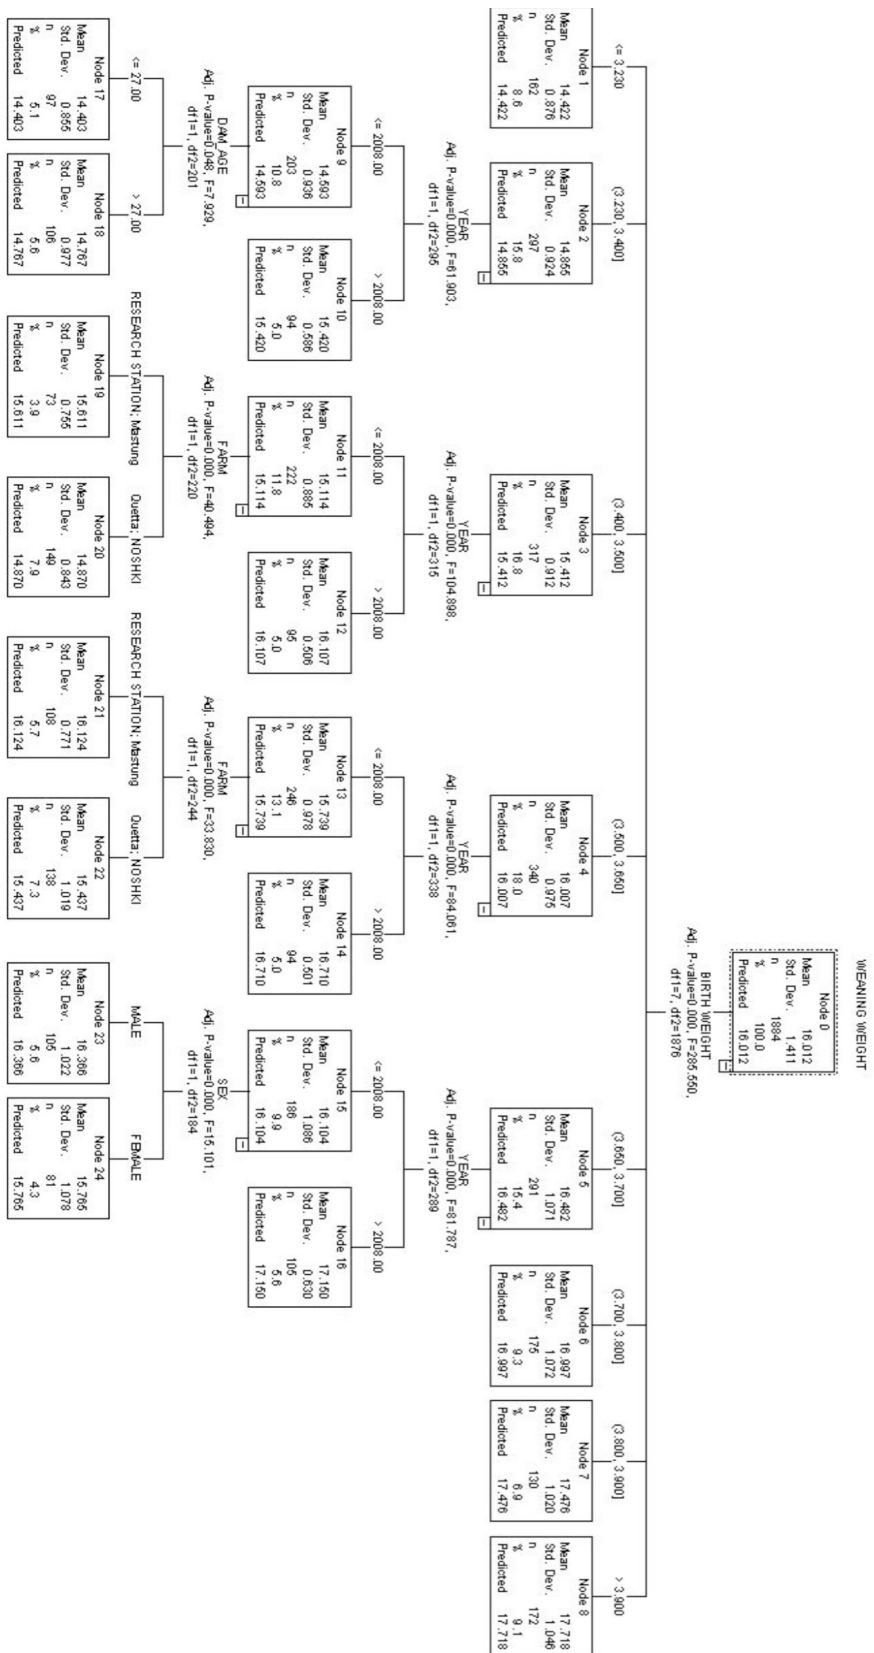 WEANING WEIGHT
Node 0
Mean 16.012
Std. Dev. 1.411
n 1884
% 100.0
Predicted 16.012
BIRTH WEIGHT
Adj. P-value=0.000, F=285.550,
df1=7, df2=1876
<= 3.230
(3.230, 3.400]
(3.400, 3.500]
(3.500, 3.650]
(3.650, 3.700]
(3.700, 3.800]
(3.800, 3.900]
> 3.900
Node 1
Mean 14.422
Std. Dev. 0.876
n 162
% 8.6
Predicted 14.422
Node 2
Mean 14.855
Std. Dev. 0.924
n 297
% 15.8
Predicted 14.855
Node 3
Mean 15.412
Std. Dev. 0.912
n 317
% 16.8
Predicted 15.412
Node 4
Mean 16.007
Std. Dev. 0.975
n 340
% 18.0
Predicted 16.007
Node 5
Mean 16.482
Std. Dev. 1.071
n 291
% 15.4
Predicted 16.482
Node 6
Mean 16.997
Std. Dev. 1.072
n 175
% 9.3
Predicted 16.997
Node 7
Mean 17.476
Std. Dev. 1.020
n 130
% 6.9
Predicted 17.476
Node 8
Mean 17.718
Std. Dev. 1.046
n 172
% 9.1
Predicted 17.718
YEAR
Adj. P-value=0.000, F=61.903,
df1=1, df2=295
YEAR
Adj. P-value=0.000, F=104.898,
df1=1, df2=315
YEAR
Adj. P-value=0.000, F=84.061,
df1=1, df2=338
YEAR
Adj. P-value=0.000, F=81.787,
df1=1, df2=289
<= 2008.00
> 2008.00
<= 2008.00
> 2008.00
<= 2008.00
> 2008.00
<= 2008.00
> 2008.00
Node 9
Mean 14.593
Std. Dev. 0.936
n 203
% 10.8
Predicted 14.593
Node 10
Mean 15.420
Std. Dev. 0.586
n 94
% 5.0
Predicted 15.420
Node 11
Mean 15.114
Std. Dev. 0.885
n 222
% 11.8
Predicted 15.114
Node 12
Mean 16.107
Std. Dev. 0.506
n 95
% 5.0
Predicted 16.107
Node 13
Mean 15.739
Std. Dev. 0.978
n 246
% 13.1
Predicted 15.739
Node 14
Mean 16.710
Std. Dev. 0.501
n 94
% 5.0
Predicted 16.710
Node 15
Mean 16.104
Std. Dev. 1.086
n 186
% 9.9
Predicted 16.104
Node 16
Mean 17.150
Std. Dev. 0.630
n 105
% 5.6
Predicted 17.150
DAM_AGE
Adj. P-value=0.048, F=7.929,
df1=1, df2=201
FARM
Adj. P-value=0.000, F=40.494,
df1=1, df2=220
FARM
Adj. P-value=0.000, F=33.830,
df1=1, df2=244
SEX
Adj. P-value=0.000, F=15.101,
df1=1, df2=184
<= 27.00
> 27.00
RESEARCH STATION; Mastung
Quetta; NOSHKI
RESEARCH STATION; Mastung
Quetta; NOSHKI
MALE
FEMALE
Node 17
Mean 14.403
Std. Dev. 0.855
n 97
% 5.1
Predicted 14.403
Node 18
Mean 14.767
Std. Dev. 0.977
n 106
% 5.6
Predicted 14.767
Node 19
Mean 15.611
Std. Dev. 0.755
n 73
% 3.9
Predicted 15.611
Node 20
Mean 14.870
Std. Dev. 0.843
n 149
% 7.9
Predicted 14.870
Node 21
Mean 16.124
Std. Dev. 0.771
n 108
% 5.7
Predicted 16.124
Node 22
Mean 15.437
Std. Dev. 1.019
n 138
% 7.3
Predicted 15.437
Node 23
Mean 16.366
Std. Dev. 1.022
n 105
% 5.6
Predicted 16.366
Node 24
Mean 15.765
Std. Dev. 1.078
n 81
% 4.3
Predicted 15.765